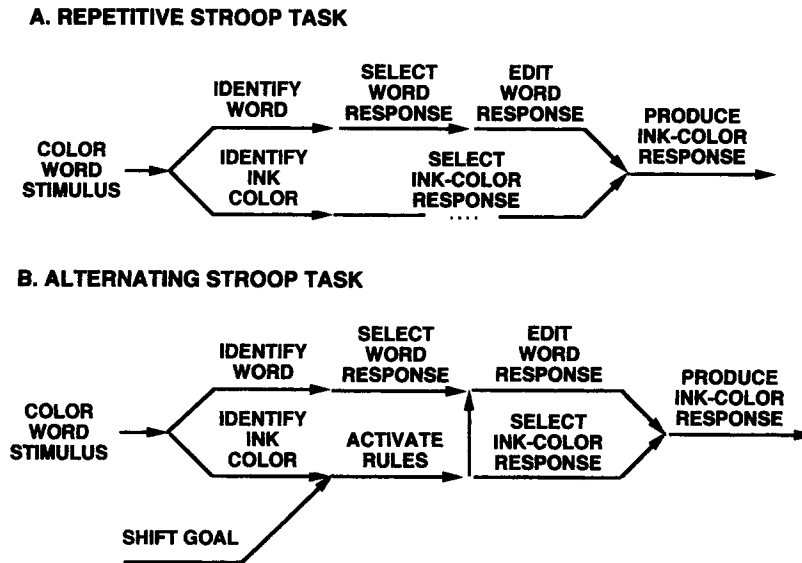 A. REPETITIVE STROOP TASK
COLOR
WORD
STIMULUS
IDENTIFY
WORD
SELECT
WORD
RESPONSE
EDIT
WORD
RESPONSE
IDENTIFY
INK
COLOR
SELECT
INK-COLOR
RESPONSE
....
PRODUCE
INK-COLOR
RESPONSE
B. ALTERNATING STROOP TASK
COLOR
WORD
STIMULUS
IDENTIFY
WORD
SELECT
WORD
RESPONSE
EDIT
WORD
RESPONSE
IDENTIFY
INK
COLOR
ACTIVATE
RULES
SELECT
INK-COLOR
RESPONSE
PRODUCE
INK-COLOR
RESPONSE
SHIFT GOAL